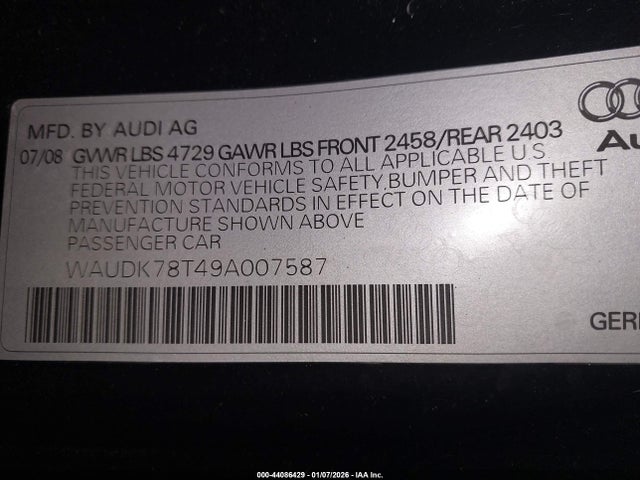 MFD. BY AUDI AG
07/08 GVWR LBS 4729 GAWR LBS FRONT 2458/REAR 2403
THIS VEHICLE CONFORMS TO ALL APPLICABLE U S
FEDERAL MOTOR VEHICLE SAFETY,BUMPER AND THEFT
PREVENTION STANDARDS IN EFFECT ON THE DATE OF
MANUFACTURE SHOWN ABOVE
PASSENGER CAR
WAUDK78T49A007587
Au
GER
000-44086429 - 01/07/2026 - IAA Inc.